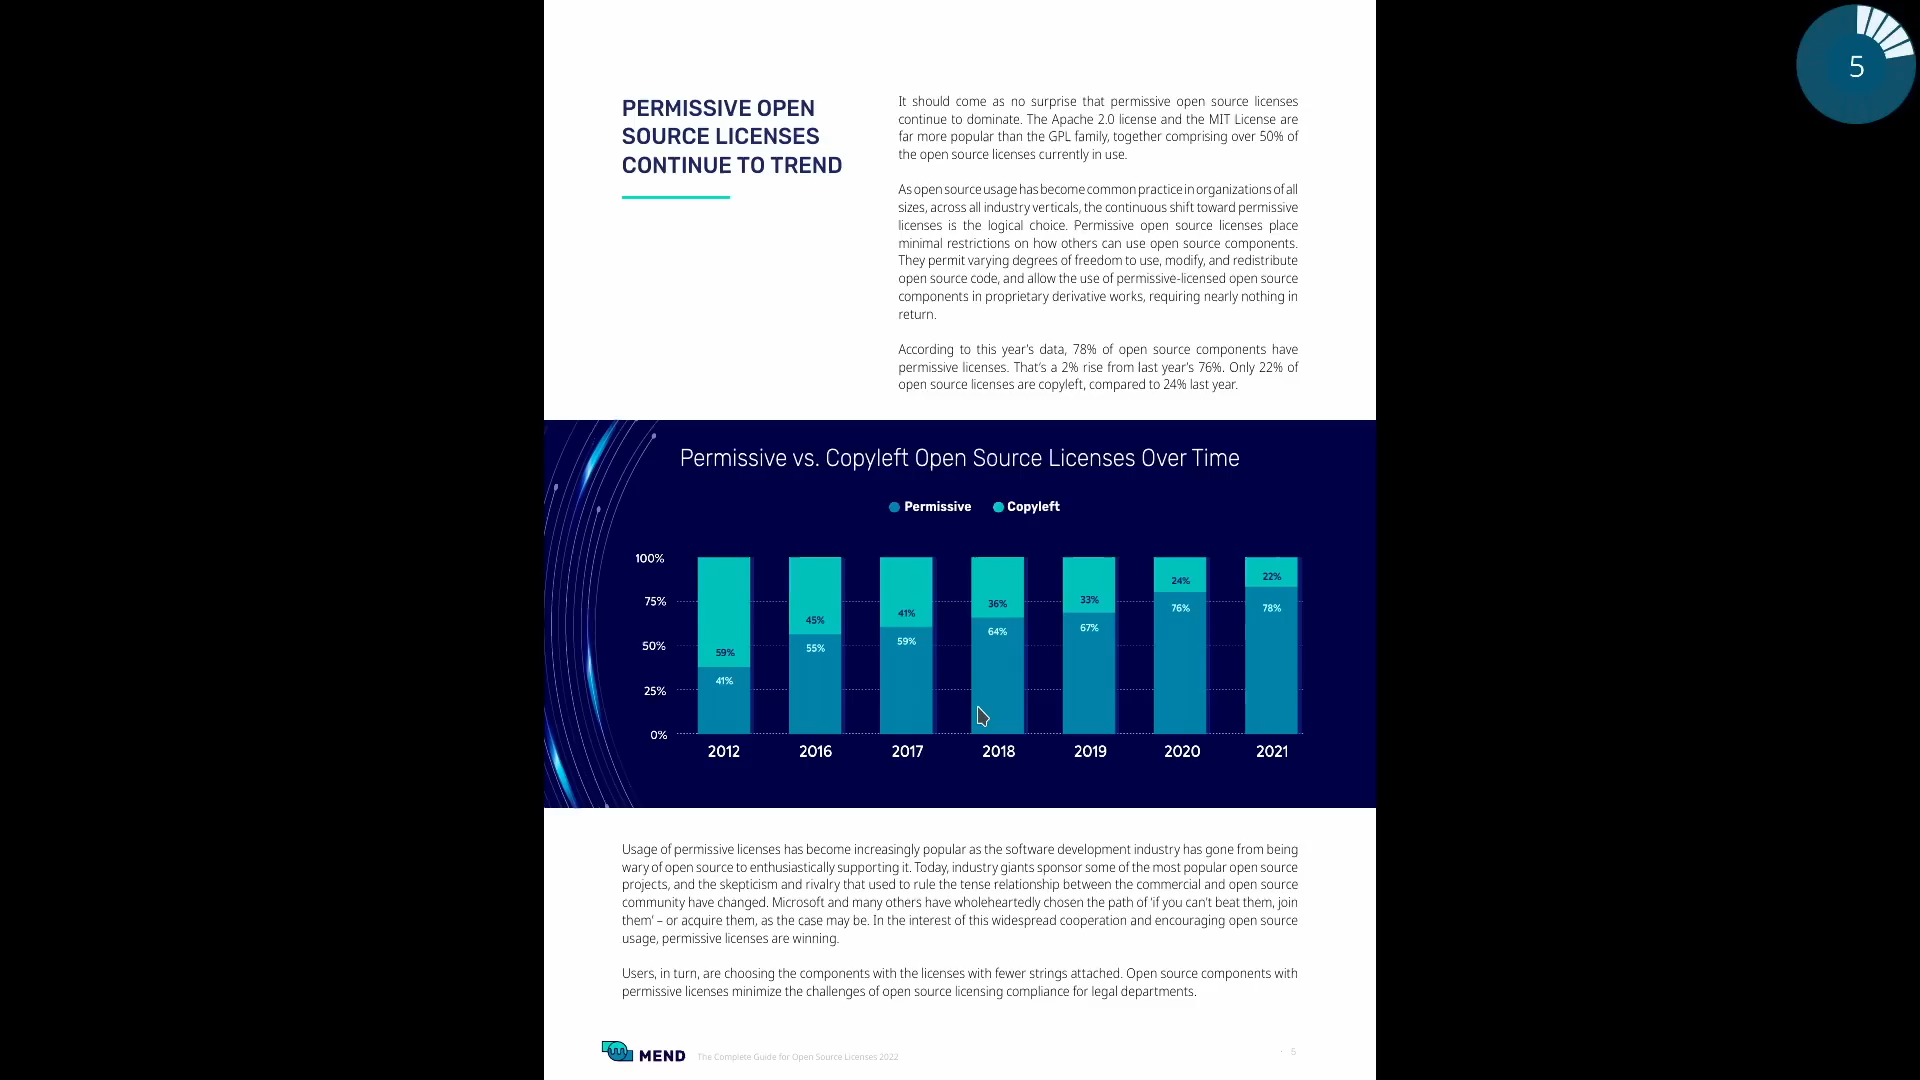 5
PERMISSIVE OPEN
SOURCE LICENSES
CONTINUE TO TREND
It should come as no surprise that permissive open source licenses
continue to dominate. The Apache 2.0 license and the MIT License are
far more popular than the GPL family, together comprising over 50% of
the open source licenses currently in use.
As open source usage has become common practice in organizations of all
sizes, across all industry verticals, the continuous shift toward permissive
licenses is the logical choice. Permissive open source licenses place
minimal restrictions on how others can use open source components.
They permit varying degrees of freedom to use, modify, and redistribute
open source code, and allow the use of permissive-licensed open source
components in proprietary derivative works, requiring nearly nothing in
return.
According to this year's data, 78% of open source components have
permissive licenses. That's a 2% rise from last year's 76%. Only 22% of
open source licenses are copyleft, compared to 24% last year.
Permissive vs. Copyleft Open Source Licenses Over Time
Permissive Copyleft
100%
75%
50%
25%
0%
59% 45% 41% 36% 33% 24% 22%
41% 55% 59% 64% 67% 76% 78%
2012 2016 2017 2018 2019 2020 2021
Usage of permissive licenses has become increasingly popular as the software development industry has gone from being
wary of open source to enthusiastically supporting it. Today, industry giants sponsor some of the most popular open source
projects, and the skepticism and rivalry that used to rule the tense relationship between the commercial and open source
community have changed. Microsoft and many others have wholeheartedly chosen the path of 'if you can't beat them, join
them' – or acquire them, as the case may be. In the interest of this widespread cooperation and encouraging open source
usage, permissive licenses are winning.
Users, in turn, are choosing the components with the licenses with fewer strings attached. Open source components with
permissive licenses minimize the challenges of open source licensing compliance for legal departments.
MEND The Complete Guide for Open Source Licenses 2022 · 5